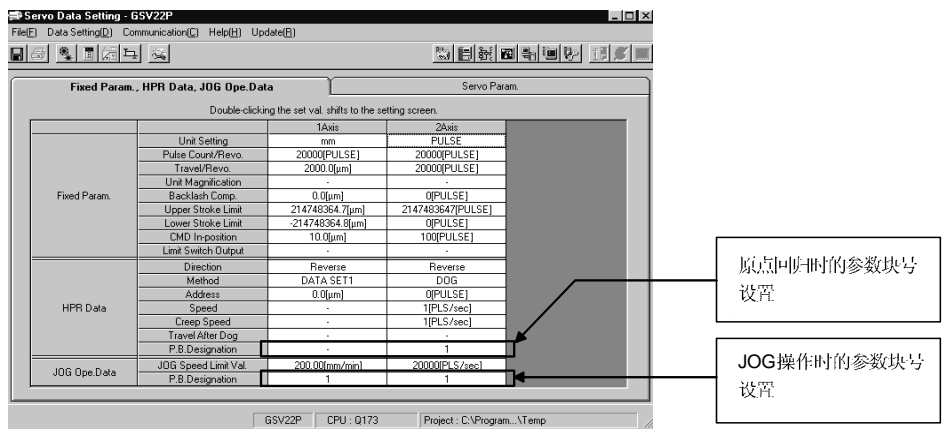 Servo Data Setting - GSV22P
File(F) Data Setting(D) Communication(C) Help(H) Update(R)
Fixed Param., HPR Data, JOG Ope.Data Servo Param.
Double-clicking the set val. shifts to the setting screen.
1Axis 2Axis
Fixed Param.
Unit Setting mm PULSE
Pulse Count/Revo. 20000[PULSE] 20000[PULSE]
Travel/Revo. 2000.0[μm] 20000[PULSE]
Unit Magnification - -
Backlash Comp. 0.0[μm] 0[PULSE]
Upper Stroke Limit 214748364.7[μm] 2147483647[PULSE]
Lower Stroke Limit -214748364.8[μm] 0[PULSE]
CMD In-position 10.0[μm] 100[PULSE]
Limit Switch Output - -
HPR Data
Direction Reverse Reverse
Method DATA SET1 DOG
Address 0.0[μm] 0[PULSE]
Speed - 1[PLS/sec]
Creep Speed - 1[PLS/sec]
Travel After Dog - -
P.B.Designation - 1
JOG Ope.Data
JOG Speed Limit Val. 200.00[mm/min] 20000[PLS/sec]
P.B.Designation 1 1
原点回归时的参数块号
设置
JOG操作时的参数块号
设置
GSV22P CPU : Q173 Project : C:\Program...\Temp